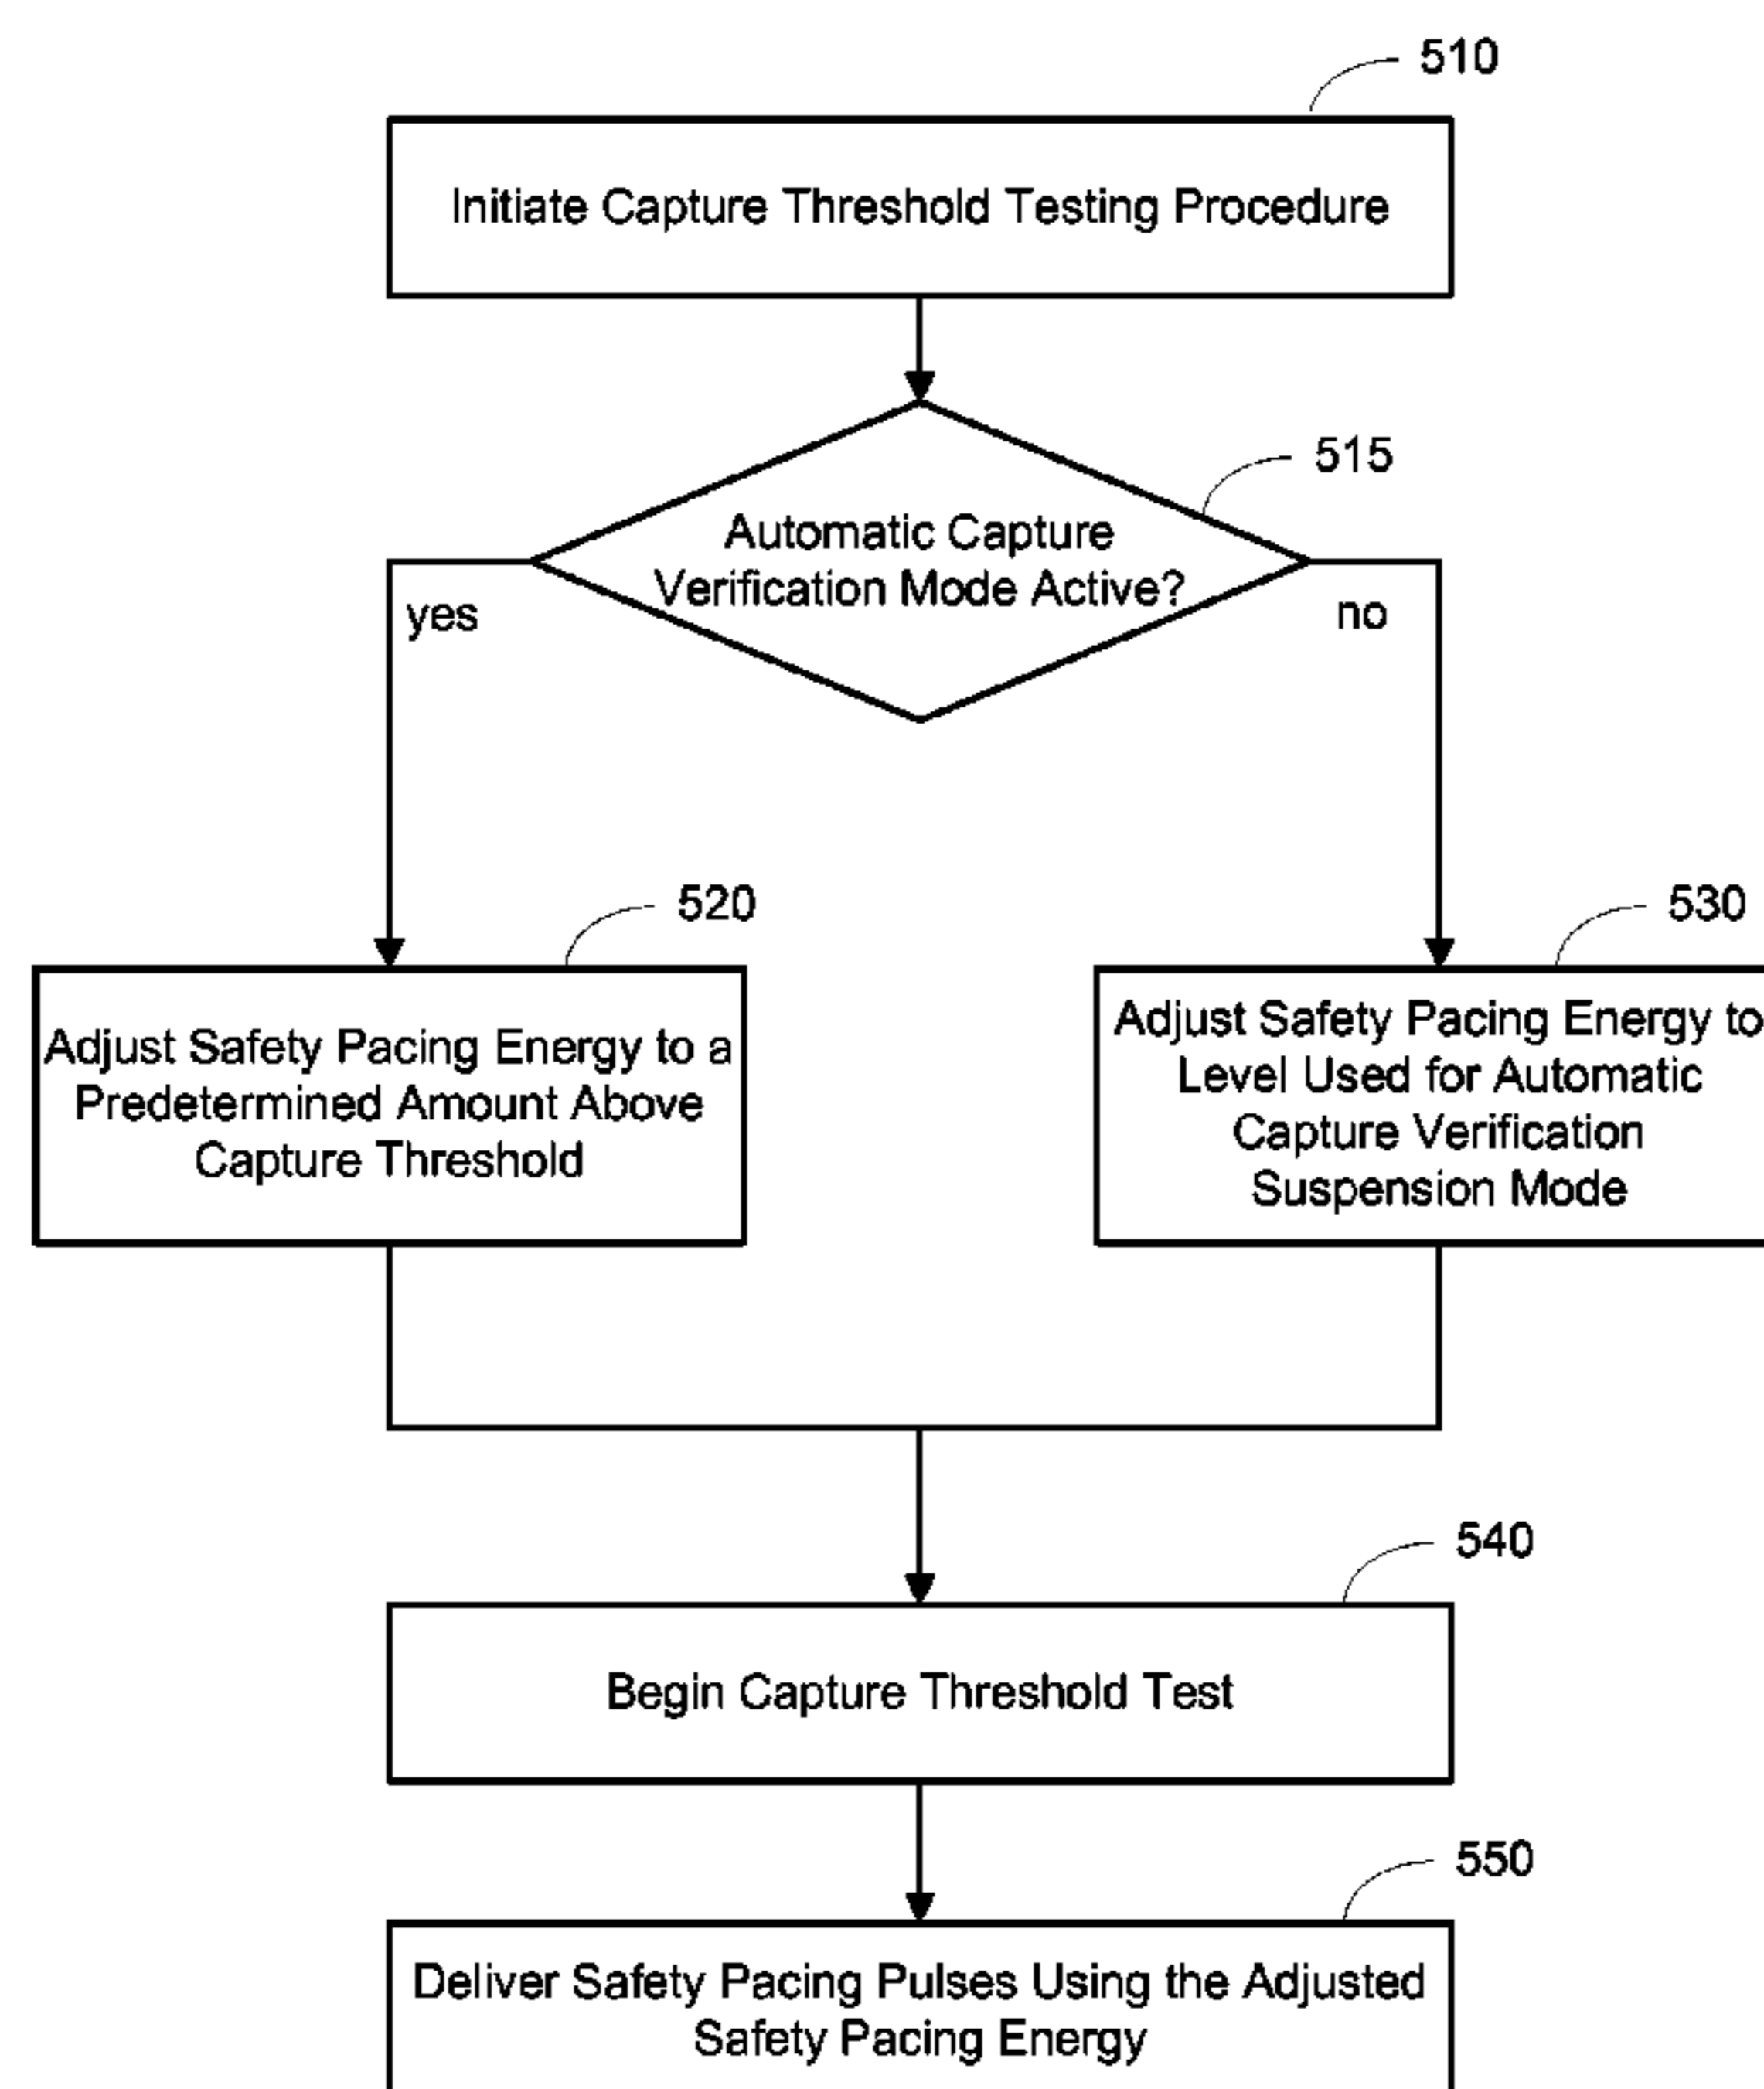 510
Initiate Capture Threshold Testing Procedure
515
Automatic Capture
Verification Mode Active?
yes
no
520
530
Adjust Safety Pacing Energy to a
Predetermined Amount Above
Capture Threshold
Adjust Safety Pacing Energy to
Level Used for Automatic
Capture Verification
Suspension Mode
540
Begin Capture Threshold Test
550
Deliver Safety Pacing Pulses Using the Adjusted
Safety Pacing Energy